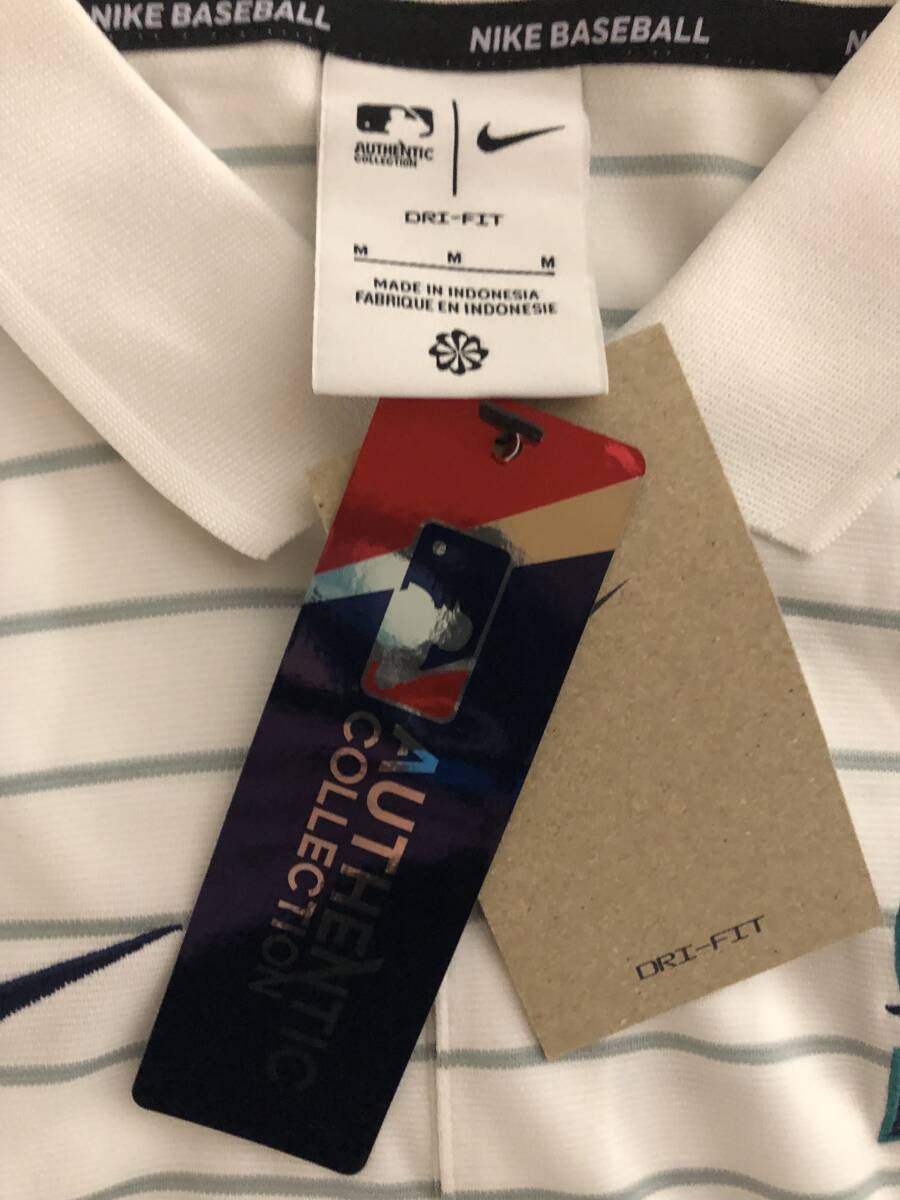 NIKE BASEBALL
NIKE BASEBALL
N
AUTHENTIC
COLLECTION
DRI-FIT
M M M
MADE IN INDONESIA
FABRIQUE EN INDONESIE
AUTHENTIC
COLLECTION
DRI-FIT